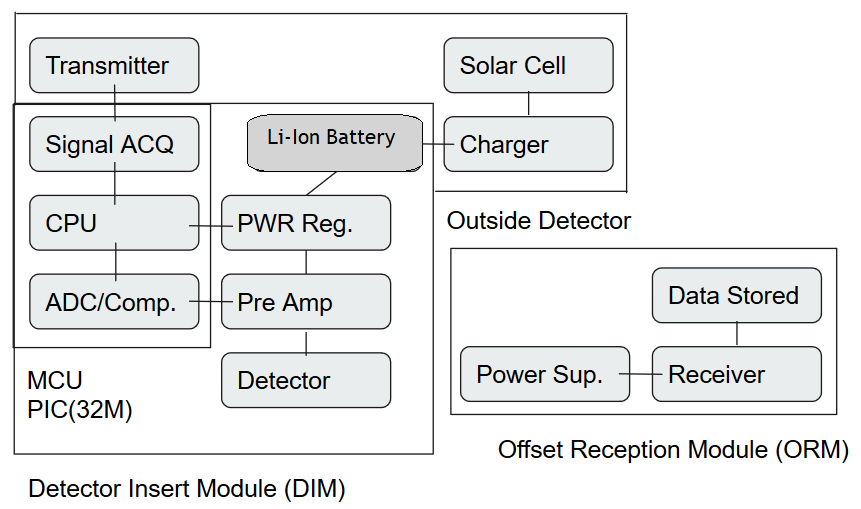 Transmitter
Solar Cell
Signal ACQ
Li-Ion Battery
Charger
CPU
PWR Reg.
Outside Detector
ADC/Comp.
Pre Amp
Data Stored
MCU
PIC(32M)
Detector
Power Sup.
Receiver
Offset Reception Module (ORM)
Detector Insert Module (DIM)